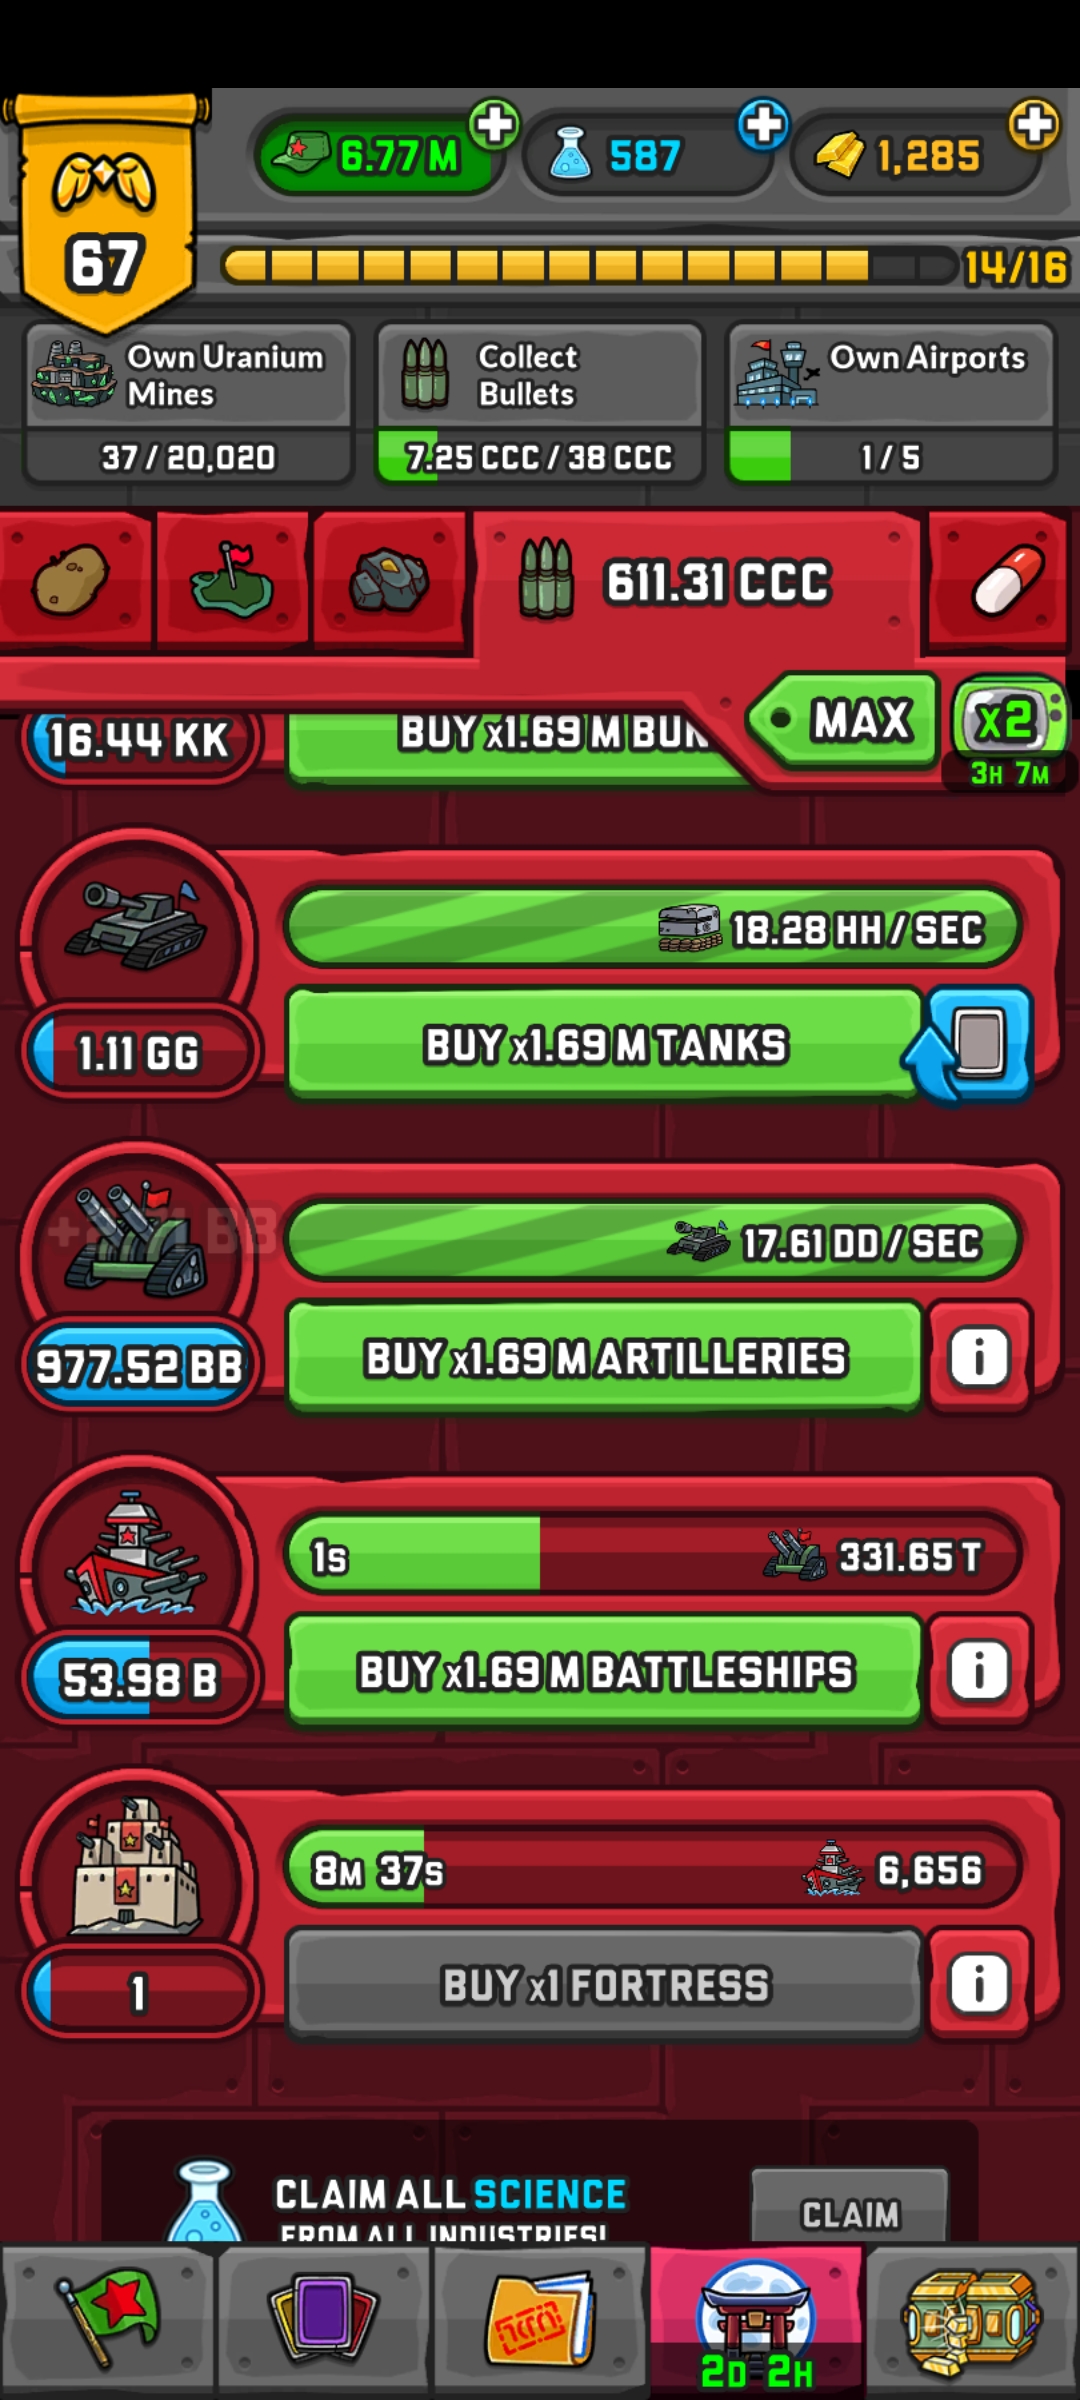 6.77 M
587
1,285
67
14/16
Own Uranium
Mines
37 / 20,020
Collect
Bullets
7.25 CCC / 38 CCC
Own Airports
1 / 5
611.31 CCC
MAX
x2
3H 7M
16.44 KK
BUY x1.69 M BUN
18.28 HH / SEC
1.11 GG
BUY x1.69 M TANKS
17.61 DD / SEC
977.52 BB
BUY x1.69 M ARTILLERIES
i
1s
331.65 T
53.98 B
BUY x1.69 M BATTLESHIPS
i
8M 37s
6,656
1
BUY x1 FORTRESS
i
CLAIM ALL SCIENCE
FROM ALL INDUSTRIES!
CLAIM
2D 2H